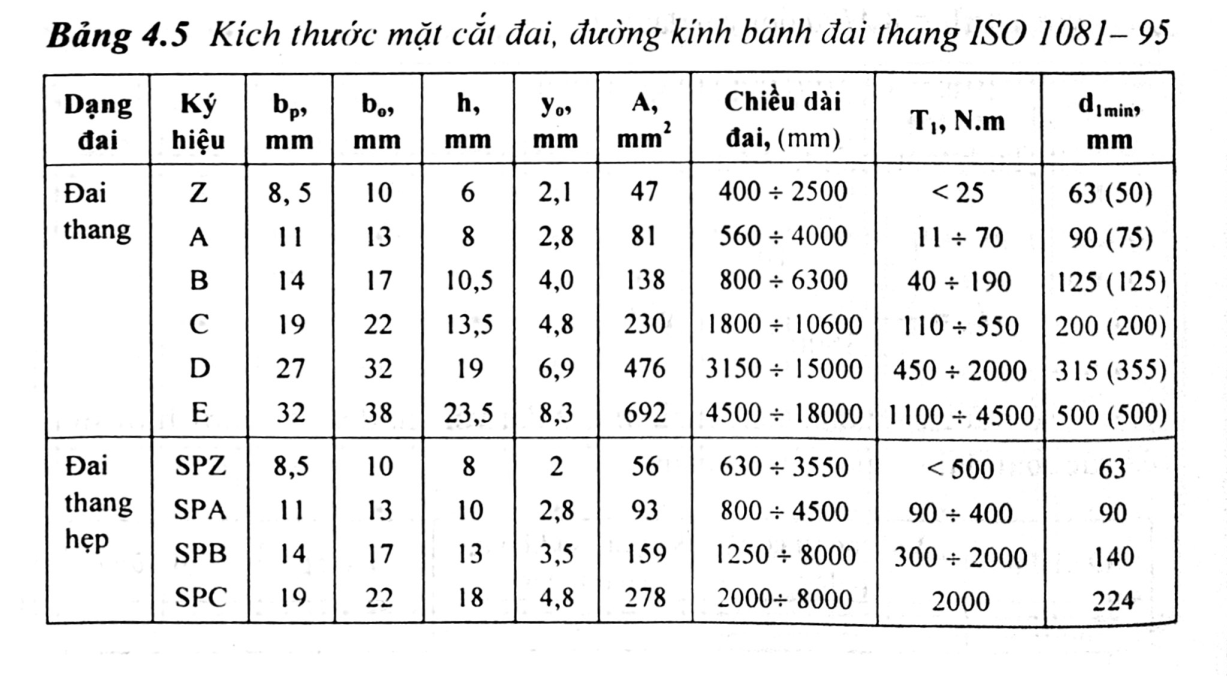 Bảng 4.5 Kích thước mặt cắt đai, đường kính bánh đai thang ISO 1081– 95
Dạng đai | Ký hiệu | bp, mm | bo, mm | h, mm | yo, mm | A, mm² | Chiều dài đai, (mm) | T1, N.m | d1min, mm
Đai thang | Z | 8, 5 | 10 | 6 | 2,1 | 47 | 400 ÷ 2500 | < 25 | 63 (50)
A | 11 | 13 | 8 | 2,8 | 81 | 560 ÷ 4000 | 11 ÷ 70 | 90 (75)
B | 14 | 17 | 10,5 | 4,0 | 138 | 800 ÷ 6300 | 40 ÷ 190 | 125 (125)
C | 19 | 22 | 13,5 | 4,8 | 230 | 1800 ÷ 10600 | 110 ÷ 550 | 200 (200)
D | 27 | 32 | 19 | 6,9 | 476 | 3150 ÷ 15000 | 450 ÷ 2000 | 315 (355)
E | 32 | 38 | 23,5 | 8,3 | 692 | 4500 ÷ 18000 | 1100 ÷ 4500 | 500 (500)
Đai thang hẹp | SPZ | 8,5 | 10 | 8 | 2 | 56 | 630 ÷ 3550 | < 500 | 63
SPA | 11 | 13 | 10 | 2,8 | 93 | 800 ÷ 4500 | 90 ÷ 400 | 90
SPB | 14 | 17 | 13 | 3,5 | 159 | 1250 ÷ 8000 | 300 ÷ 2000 | 140
SPC | 19 | 22 | 18 | 4,8 | 278 | 2000÷ 8000 | 2000 | 224